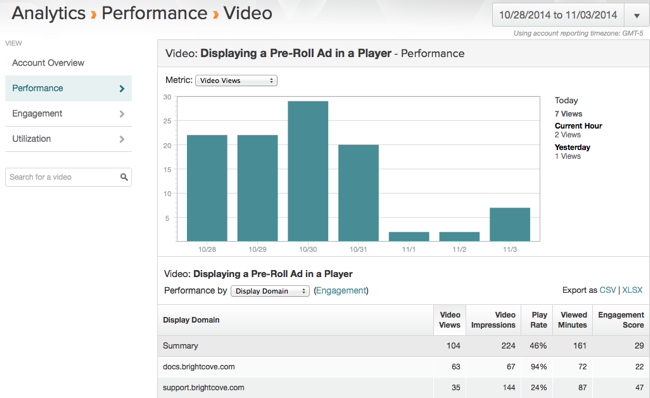 Analytics › Performance › Video
10/28/2014 to 11/03/2014
Using account reporting timezone: GMT-5
VIEW
Account Overview
Performance
Engagement
Utilization
Search for a video
Video: Displaying a Pre-Roll Ad in a Player - Performance
Metric: Video Views
30
25
20
15
10
5
10/28 10/29 10/30 10/31 11/1 11/2 11/3
Today
7 Views
Current Hour
2 Views
Yesterday
1 Views
Video: Displaying a Pre-Roll Ad in a Player
Performance by Display Domain (Engagement)
Export as CSV | XLSX
Display Domain Video Views Video Impressions Play Rate Viewed Minutes Engagement Score
Summary 104 224 46% 161 29
docs.brightcove.com 63 67 94% 72 22
support.brightcove.com 35 144 24% 87 47